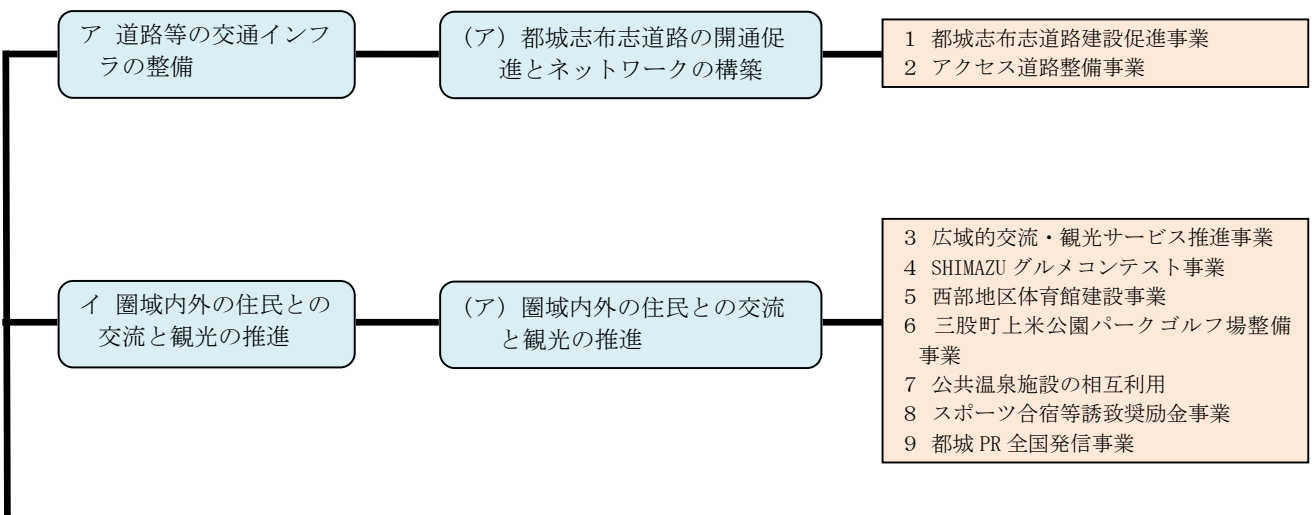 ア 道路等の交通インフ
ラの整備
(ア) 都城志布志道路の開通促
進とネットワークの構築
1 都城志布志道路建設促進事業
2 アクセス道路整備事業
イ 圏域内外の住民との
交流と観光の推進
(ア) 圏域内外の住民との交流
と観光の推進
3 広域的交流・観光サービス推進事業
4 SHIMAZU グルメコンテスト事業
5 西部地区体育館建設事業
6 三股町上米公園パークゴルフ場整備
事業
7 公共温泉施設の相互利用
8 スポーツ合宿等誘致奨励金事業
9 都城 PR 全国発信事業